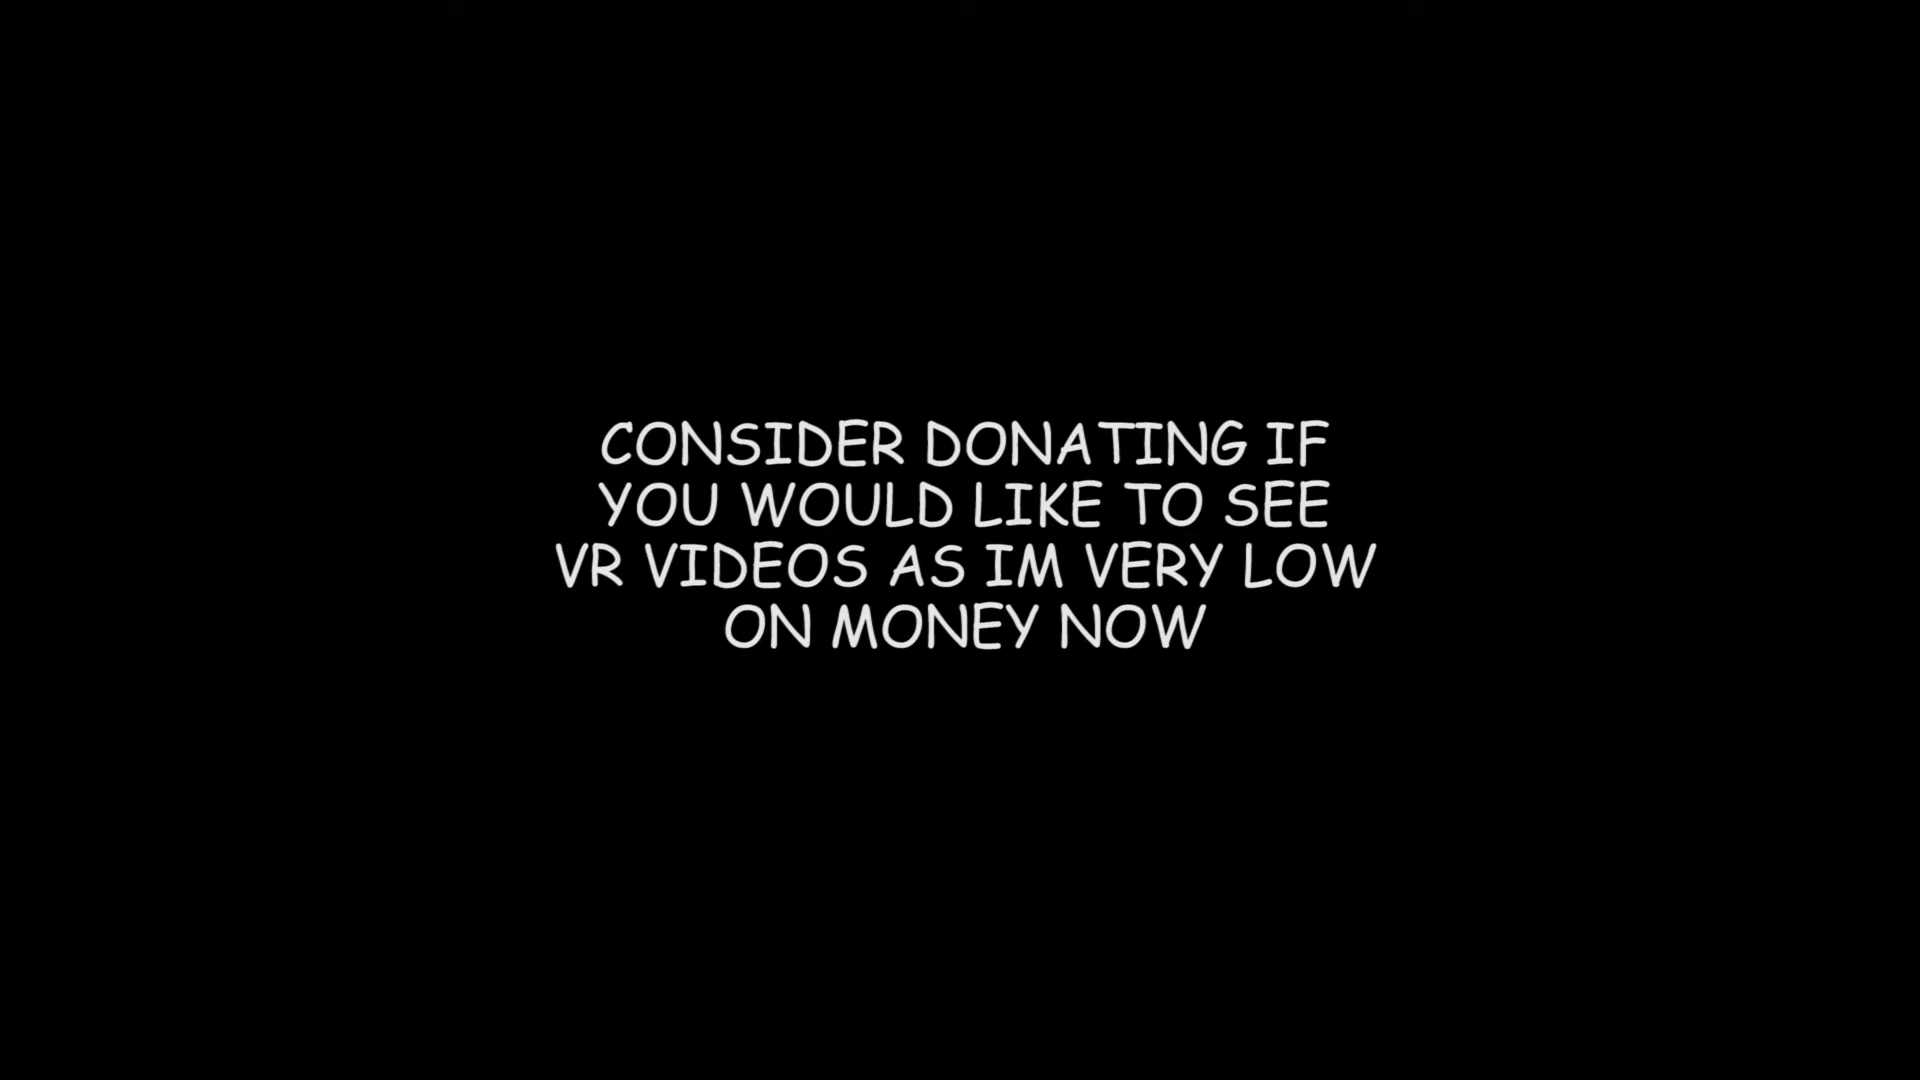 CONSIDER DONATING IF
YOU WOULD LIKE TO SEE
VR VIDEOS AS IM VERY LOW
ON MONEY NOW